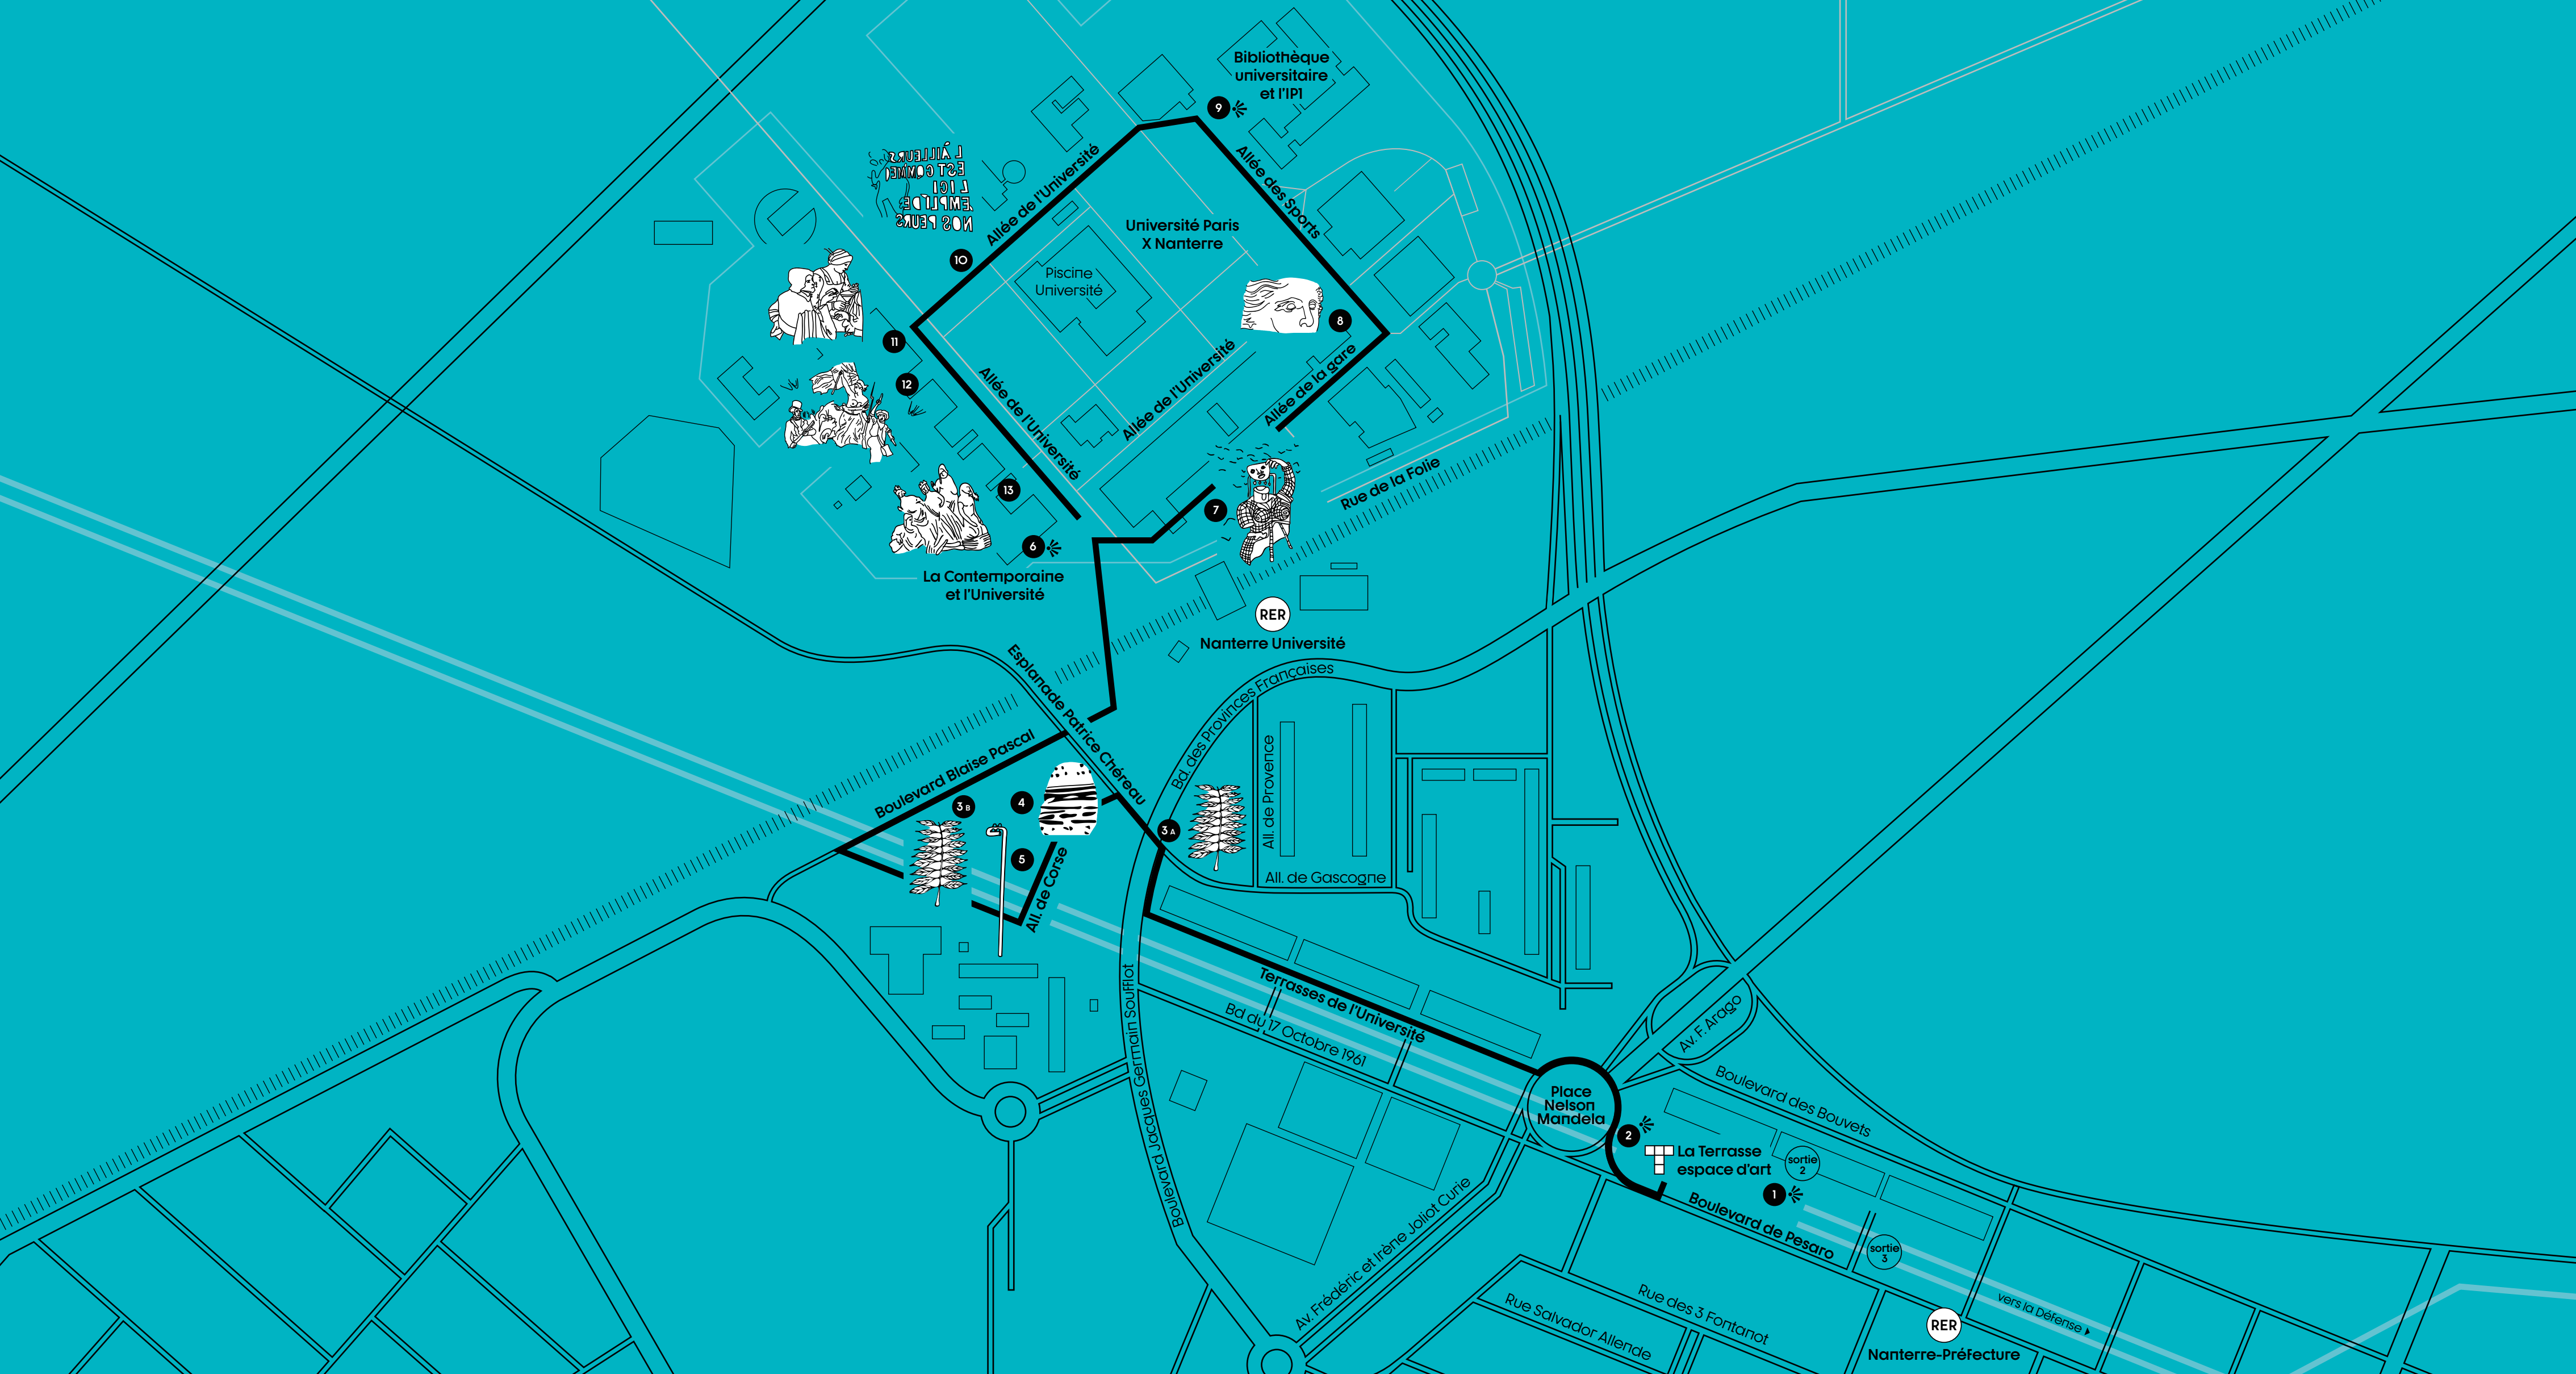 Bibliothèque
universitaire
et l'IP1
9
Allée de l'Université
Allée des Sports
L'AILLEURS
EST COMME
L'ICI
EMPLI DE
NOS PEURS
10
Université Paris
X Nanterre
Piscine
Université
8
11
12
Allée de l'Université
Allée de l'Université
Allée de la gare
13
7
Rue de la Folie
6
La Contemporaine
et l'Université
RER
Nanterre Université
Esplanade Patrice Chéreau
Bd. des Provinces Françaises
Boulevard Blaise Pascal
3 B
4
5
All. de Corse
3 A
All. de Provence
All. de Gascogne
Terrasses de l'Université
Bd du 17 Octobre 1961
Boulevard Jacques Germain Soufflot
Av. F. Arago
Place
Nelson
Mandela
Boulevard des Bouvets
2
La Terrasse
espace d'art
sortie
2
1
Boulevard de Pesaro
sortie
3
Av. Frédéric et Irène Joliot Curie
Rue des 3 Fontanot
Rue Salvador Allende
vers la Défense
RER
Nanterre-Préfecture